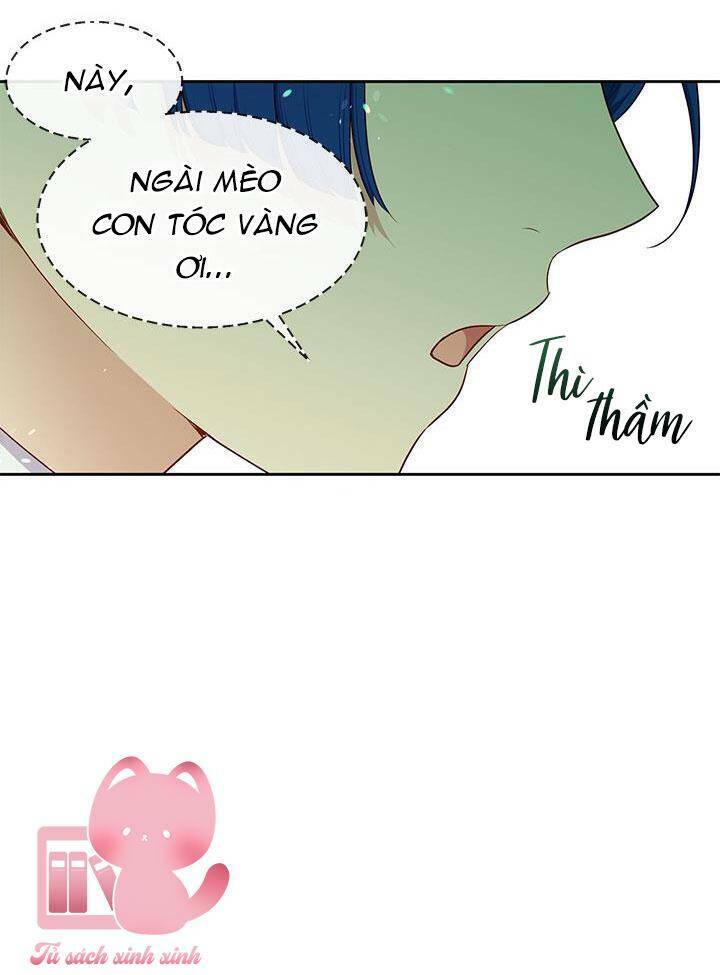 NÀY,
NGÀI MÈO
CON TÓC VÀNG
ƠI...
Thì
thầm
Tủ sách xinh xinh